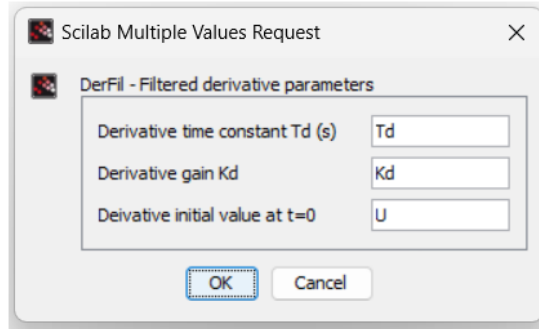 Scilab Multiple Values Request
DerFil - Filtered derivative parameters
Derivative time constant Td (s) Td
Derivative gain Kd Kd
Deivative initial value at t=0 U
OK Cancel